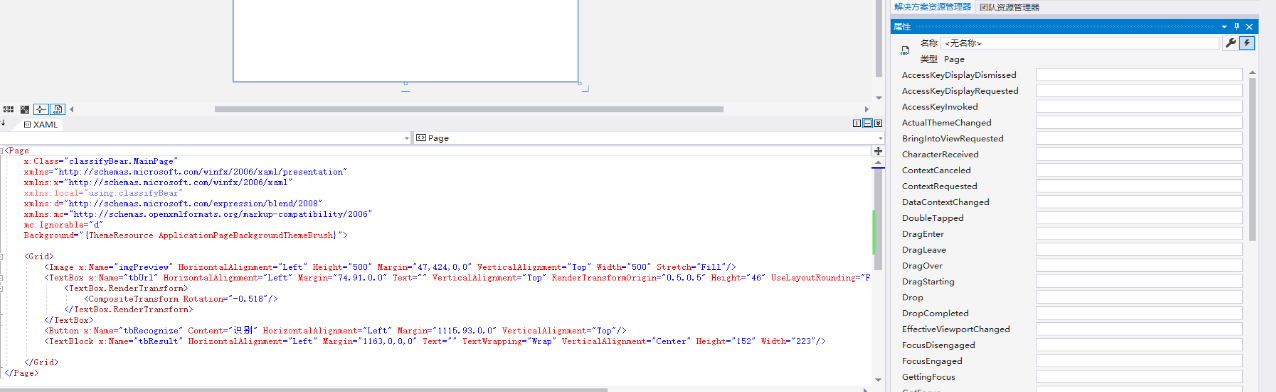 解决方案资源管理器 团队资源管理器
属性
名称 <无名称>
类型 Page
AccessKeyDisplayDismissed
AccessKeyDisplayRequested
AccessKeyInvoked
ActualThemeChanged
BringIntoViewRequested
CharacterReceived
ContextCanceled
ContextRequested
DataContextChanged
DoubleTapped
DragEnter
DragLeave
DragOver
DragStarting
Drop
DropCompleted
EffectiveViewportChanged
FocusDisengaged
FocusEngaged
GettingFocus
XAML
Page
<Page
x:Class="classifyBear.MainPage"
xmlns="http://schemas.microsoft.com/winfx/2006/xaml/presentation"
xmlns:x="http://schemas.microsoft.com/winfx/2006/xaml"
xmlns:local="using:classifyBear"
xmlns:d="http://schemas.microsoft.com/expression/blend/2008"
xmlns:mc="http://schemas.openxmlformats.org/markup-compatibility/2006"
mc:Ignorable="d"
Background="{ThemeResource ApplicationPageBackgroundThemeBrush}">
<Grid>
<Image x:Name="imgPreview" HorizontalAlignment="Left" Height="500" Margin="47,424,0,0" VerticalAlignment="Top" Width="500" Stretch="Fill"/>
<TextBox x:Name="tbUrl" HorizontalAlignment="Left" Margin="74,91,0,0" Text="" VerticalAlignment="Top" RenderTransformOrigin="0.5,0.5" Height="46" UseLayoutRounding="F
<TextBox.RenderTransform>
<CompositeTransform Rotation="-0.518"/>
</TextBox.RenderTransform>
</TextBox>
<Button x:Name="tbRecognize" Content="识别" HorizontalAlignment="Left" Margin="1116,93,0,0" VerticalAlignment="Top"/>
<TextBlock x:Name="tbResult" HorizontalAlignment="Left" Margin="1163,0,0,0" Text="" TextWrapping="Wrap" VerticalAlignment="Center" Height="152" Width="223"/>
</Grid>
</Page>